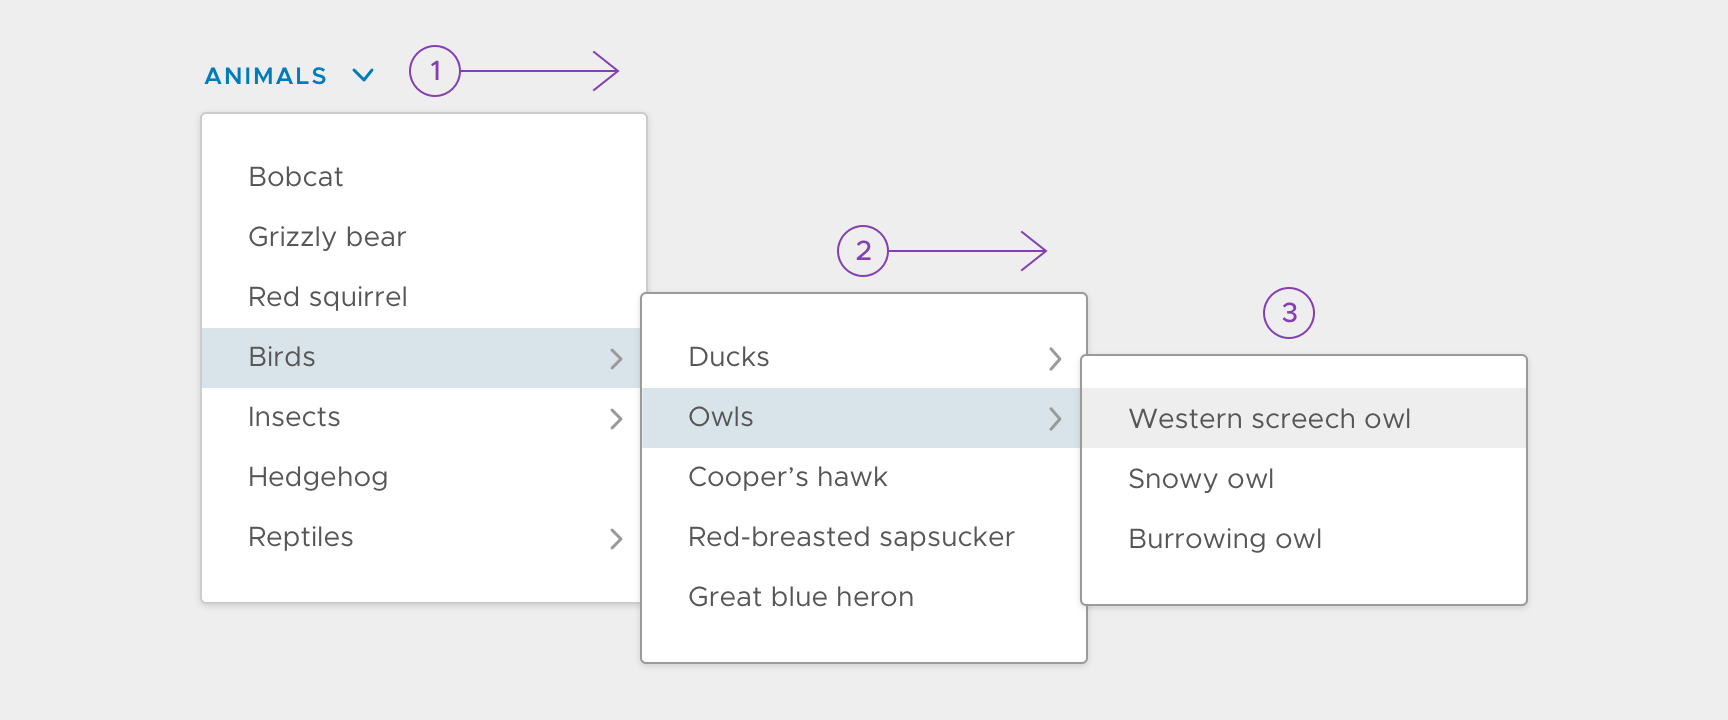 ANIMALS
1
Bobcat
Grizzly bear
Red squirrel
Birds
Insects
Hedgehog
Reptiles
2
Ducks
Owls
Cooper’s hawk
Red-breasted sapsucker
Great blue heron
3
Western screech owl
Snowy owl
Burrowing owl